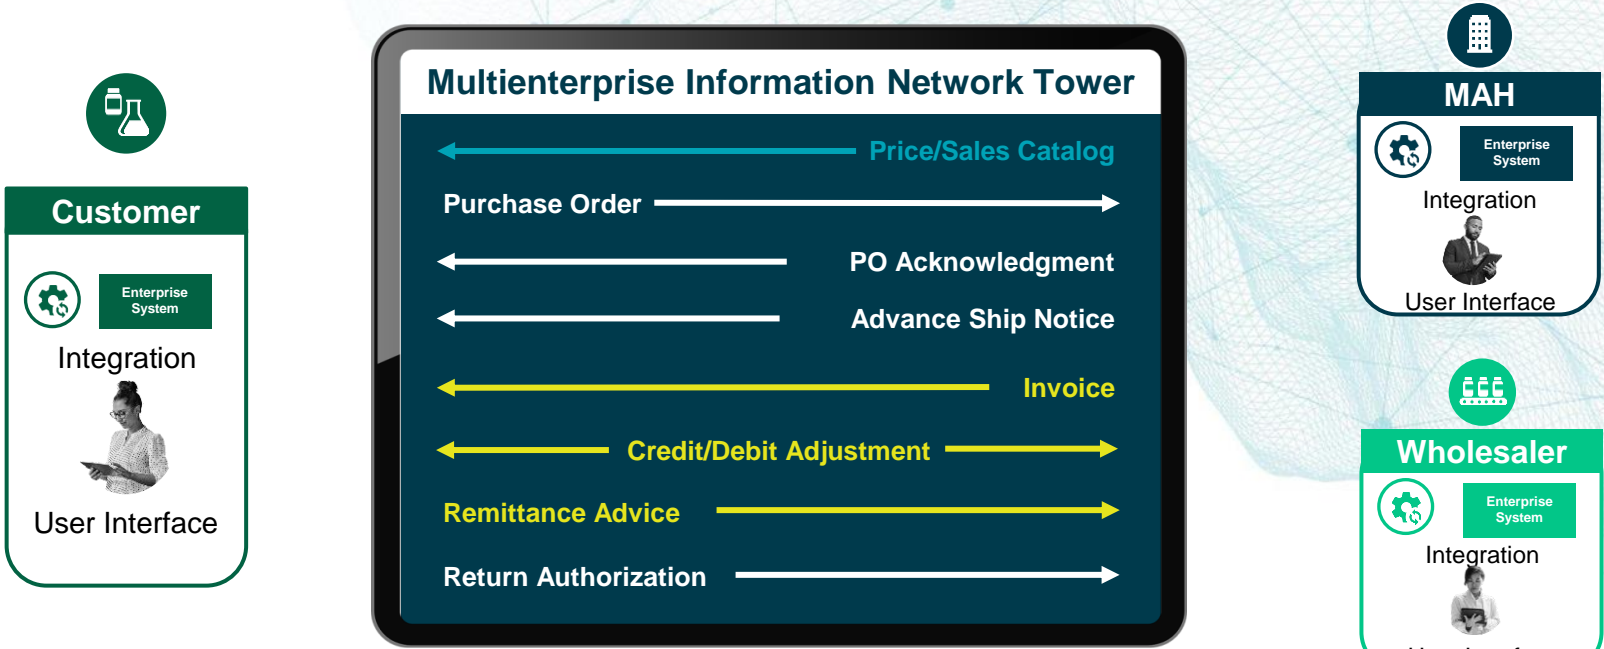 Multienterprise Information Network Tower
Price/Sales Catalog
Purchase Order
PO Acknowledgment
Advance Ship Notice
Invoice
Credit/Debit Adjustment
Remittance Advice
Return Authorization
Customer
Enterprise
System
Integration
User Interface
MAH
Enterprise
System
Integration
User Interface
Wholesaler
Enterprise
System
Integration